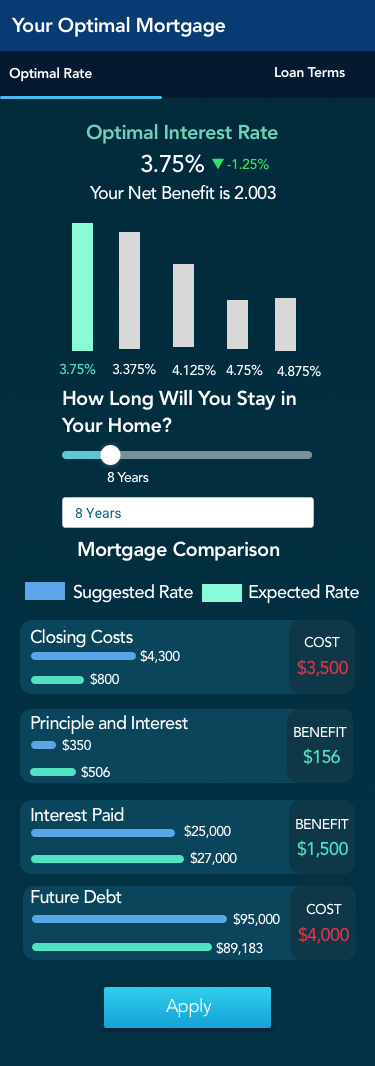 Your Optimal Mortgage
Optimal Rate
Loan Terms
Optimal Interest Rate
3.75% ▼ -1.25%
Your Net Benefit is 2.003
3.75% 3.375% 4.125% 4.75% 4.875%
How Long Will You Stay in
Your Home?
8 Years
8 Years
Mortgage Comparison
Suggested Rate
Expected Rate
Closing Costs
$4,300
$800
COST
$3,500
Principle and Interest
$350
$506
BENEFIT
$156
Interest Paid
$25,000
$27,000
BENEFIT
$1,500
Future Debt
$95,000
$89,183
COST
$4,000
Apply